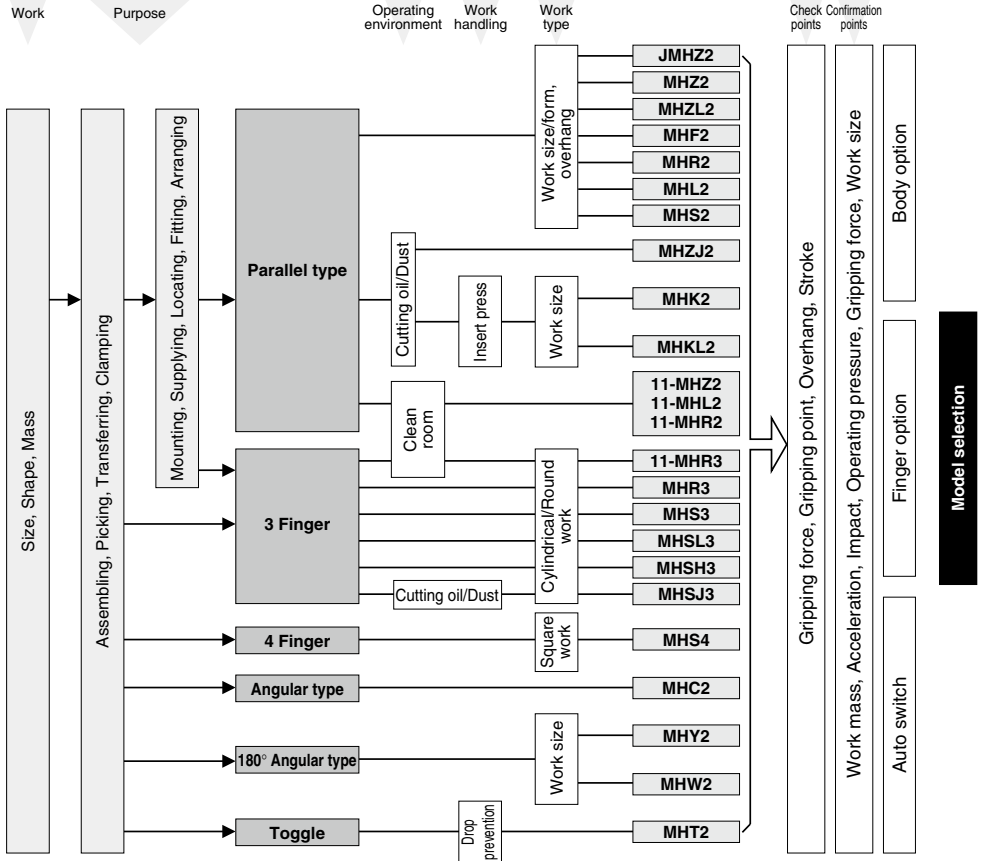 Work
Purpose
Operating
environment
Work
handling
Work
type
Check
points
Confirmation
points
Size, Shape, Mass
Assembling, Picking, Transferring, Clamping
Mounting, Supplying, Locating, Fitting, Arranging
Parallel type
Cutting oil/Dust
Insert press
Work size/form,
overhang
Work size
Clean
room
JMHZ2
MHZ2
MHZL2
MHF2
MHR2
MHL2
MHS2
MHZJ2
MHK2
MHKL2
11-MHZ2
11-MHL2
11-MHR2
3 Finger
Cutting oil/Dust
Cylindrical/Round
work
11-MHR3
MHR3
MHS3
MHSL3
MHSH3
MHSJ3
4 Finger
Square
work
MHS4
Angular type
MHC2
180° Angular type
Work size
MHY2
MHW2
Toggle
Drop
prevention
MHT2
Gripping force, Gripping point, Overhang, Stroke
Work mass, Acceleration, Impact, Operating pressure, Gripping force, Work size
Body option
Finger option
Auto switch
Model selection